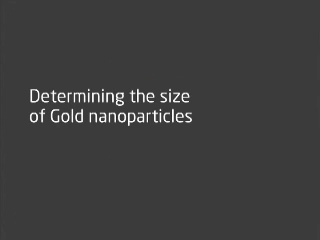 Determining the size
of Gold nanoparticles